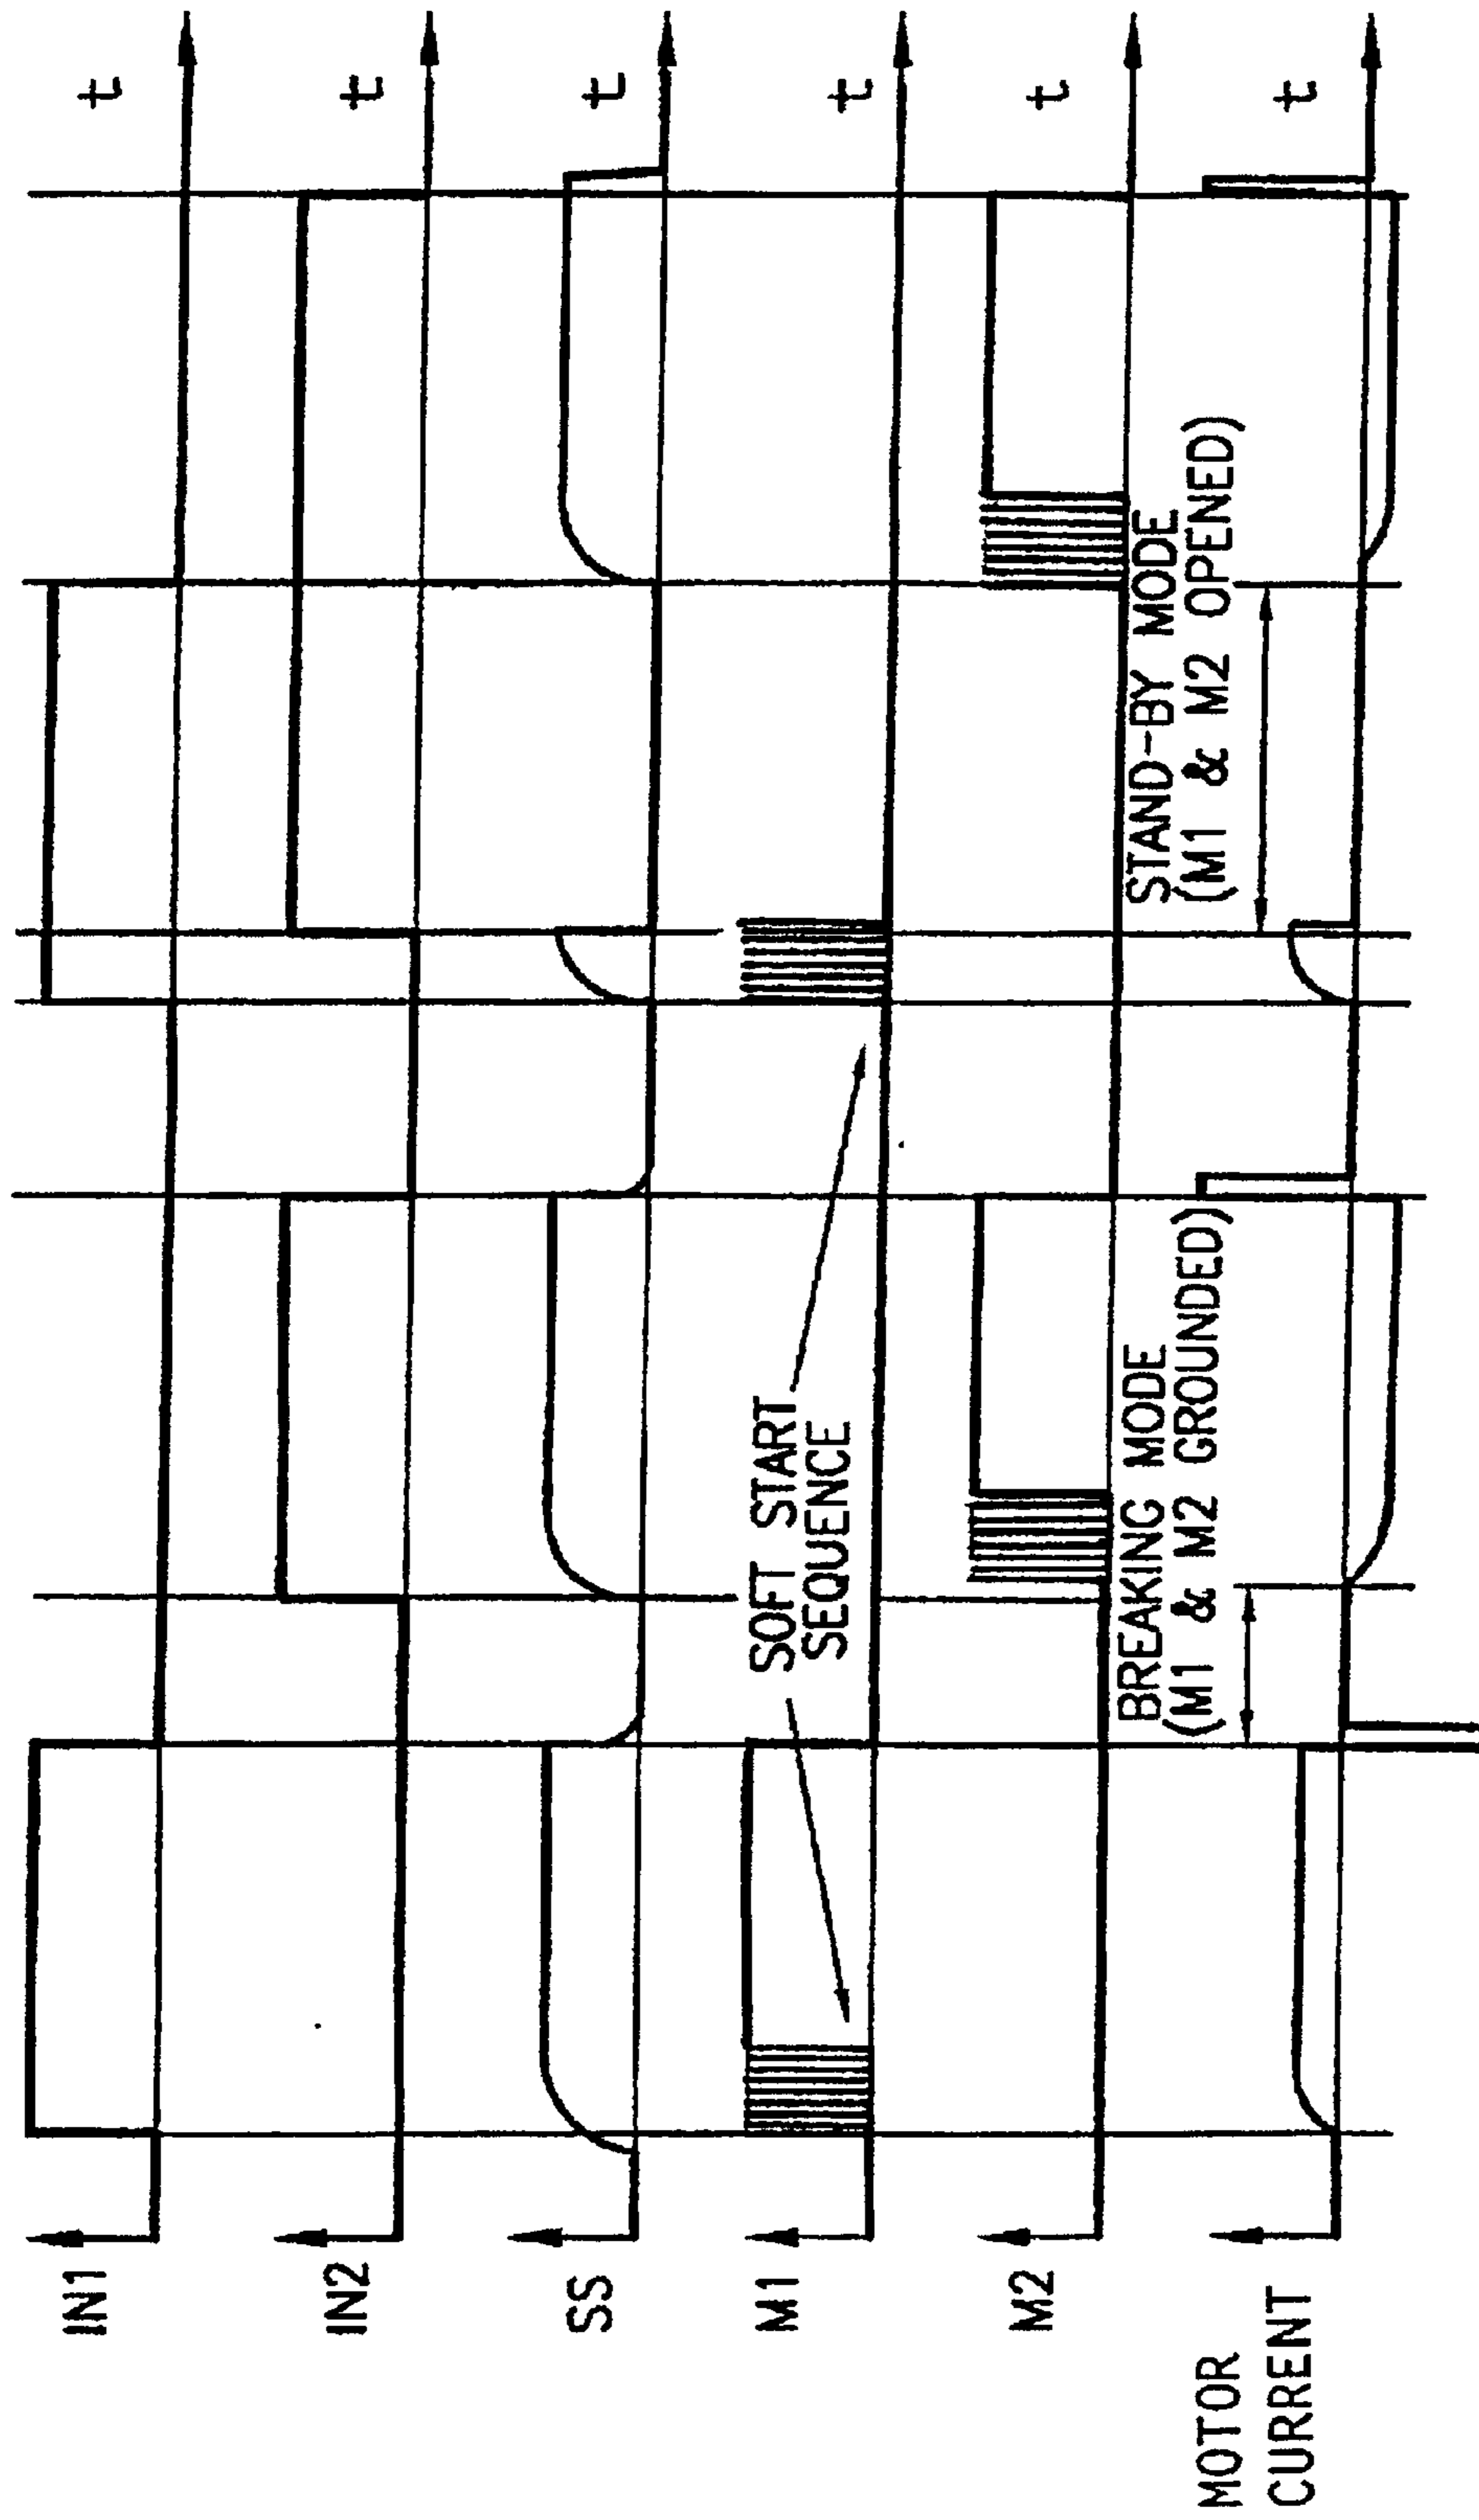 IN1
t
IN2
t
SS
t
M1
t
SOFT START
SEQUENCE
M2
t
BREAKING MODE
(M1 & M2 GROUNDED)
STAND-BY MODE
(M1 & M2 OPENED)
MOTOR
CURRENT
t